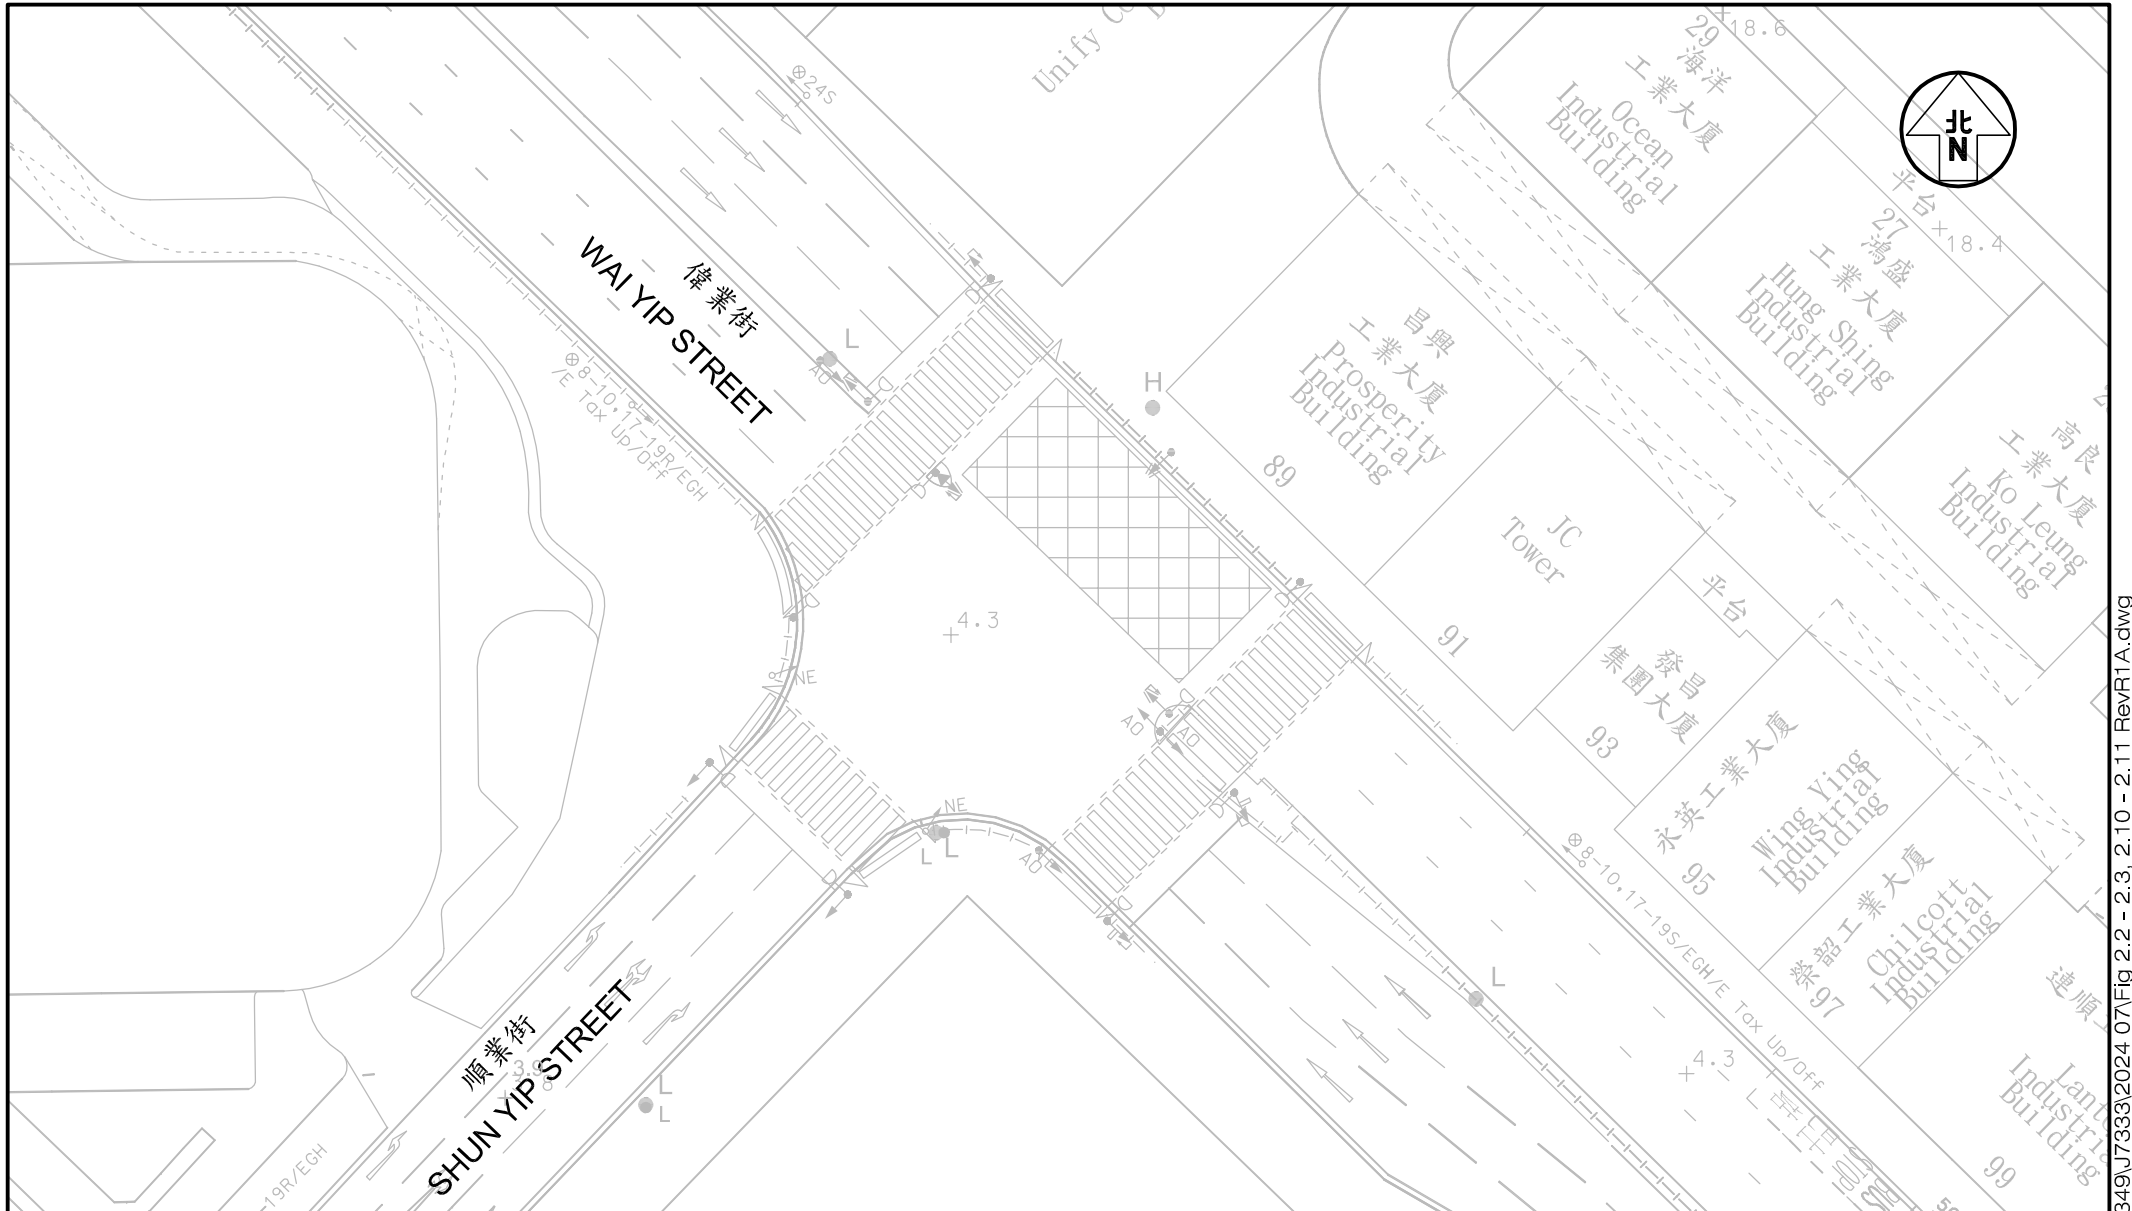 Unify
24S
29
海洋
工業大廈
Ocean
Industrial
Building
18.6
北
N
平台
27
鴻盛
工業大廈
Hung Shing
Industrial
Building
18.4
偉業街
WAI YIP STREET
L
AO
8-10,17-19R/EGH
/E Tax Up/Off
H
昌興
工業大廈
Prosperity
Industrial
Building
89
高良
工業大廈
Ko Leung
Industrial
Building
JC
Tower
91
平台
4.3
NE
發昌
集團大廈
93
AO
AO
永英工業大廈
Wing Ying
Industrial
Building
95
NE
L
L
AO
8-10,17-19S/EGH/E Tax Up/Off
榮韶工業大廈
Chilcott
Industrial
Building
97
L
4.3
連順
Industri
Building
99
順業街
SHUN YIP STREET
3.9
L
L
-19R/EGH
349\J7333\2024 07\Fig 2.2 - 2.3, 2.10 - 2.11 RevR1A.dwg